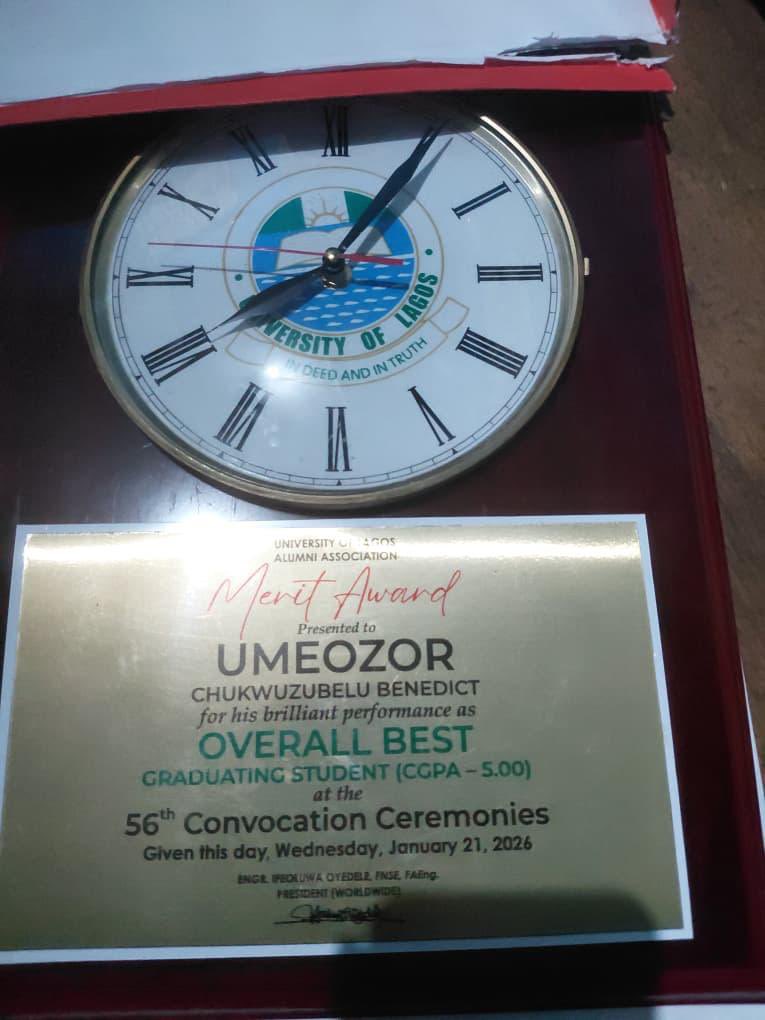 XII
XI
X
II
IX
III
VIII
IIII
VII
V
VI
UNIVERSITY OF LAGOS
IN DEED AND IN TRUTH
UNIVERSITY OF LAGOS
ALUMNI ASSOCIATION
Merit Award
Presented to
UMEOZOR
CHUKWUZUBELU BENEDICT
for his brilliant performance as
OVERALL BEST
GRADUATING STUDENT (CGPA – 5.00)
at the
56th Convocation Ceremonies
Given this day, Wednesday, January 21, 2026
ENGR. IFEOLUWA OYEDELE, FNSE, FAEng.
PRESIDENT (WORLDWIDE)